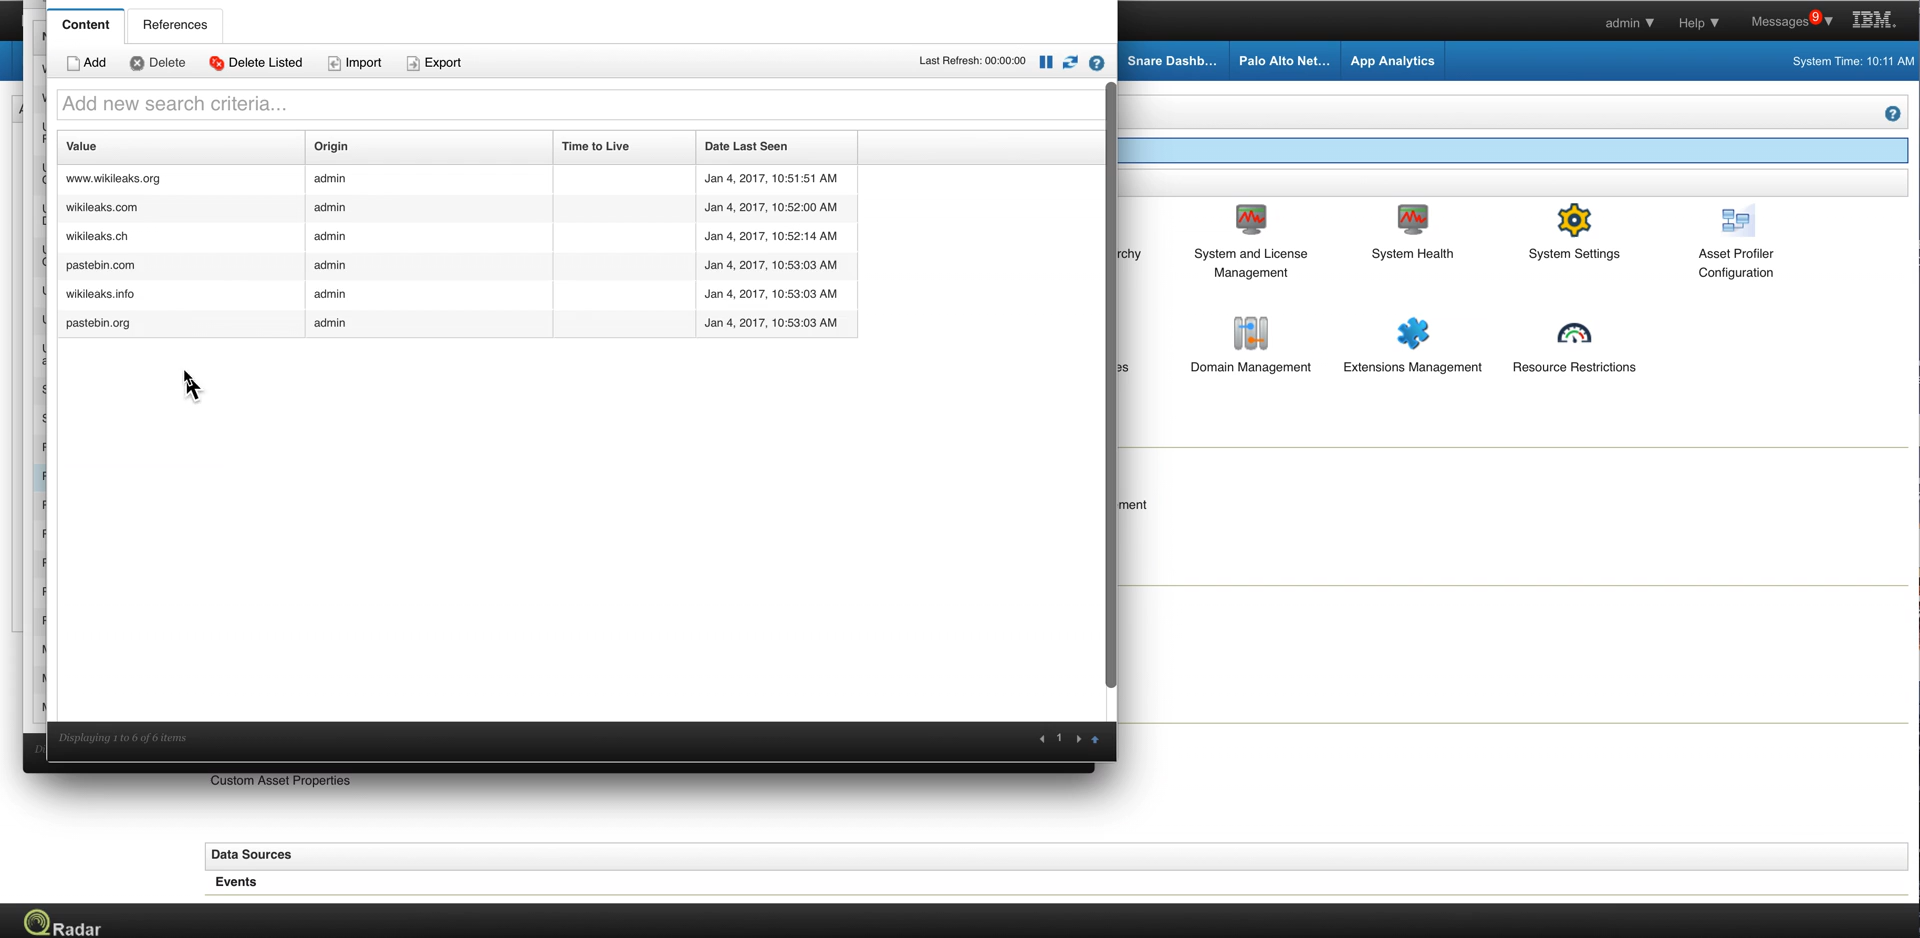 Content
References
admin ▼
Help ▼
Messages 9 ▼
IBM.
Add
Delete
Delete Listed
Import
Export
Last Refresh: 00:00:00
Snare Dashb...
Palo Alto Net...
App Analytics
System Time: 10:11 AM
Add new search criteria...
Value Origin Time to Live Date Last Seen
www.wikileaks.org admin Jan 4, 2017, 10:51:51 AM
wikileaks.com admin Jan 4, 2017, 10:52:00 AM
wikileaks.ch admin Jan 4, 2017, 10:52:14 AM
pastebin.com admin Jan 4, 2017, 10:53:03 AM
wikileaks.info admin Jan 4, 2017, 10:53:03 AM
pastebin.org admin Jan 4, 2017, 10:53:03 AM
rchy
System and License
Management
System Health
System Settings
Asset Profiler
Configuration
es
Domain Management
Extensions Management
Resource Restrictions
ment
Displaying 1 to 6 of 6 items
1
Custom Asset Properties
Data Sources
Events
QRadar